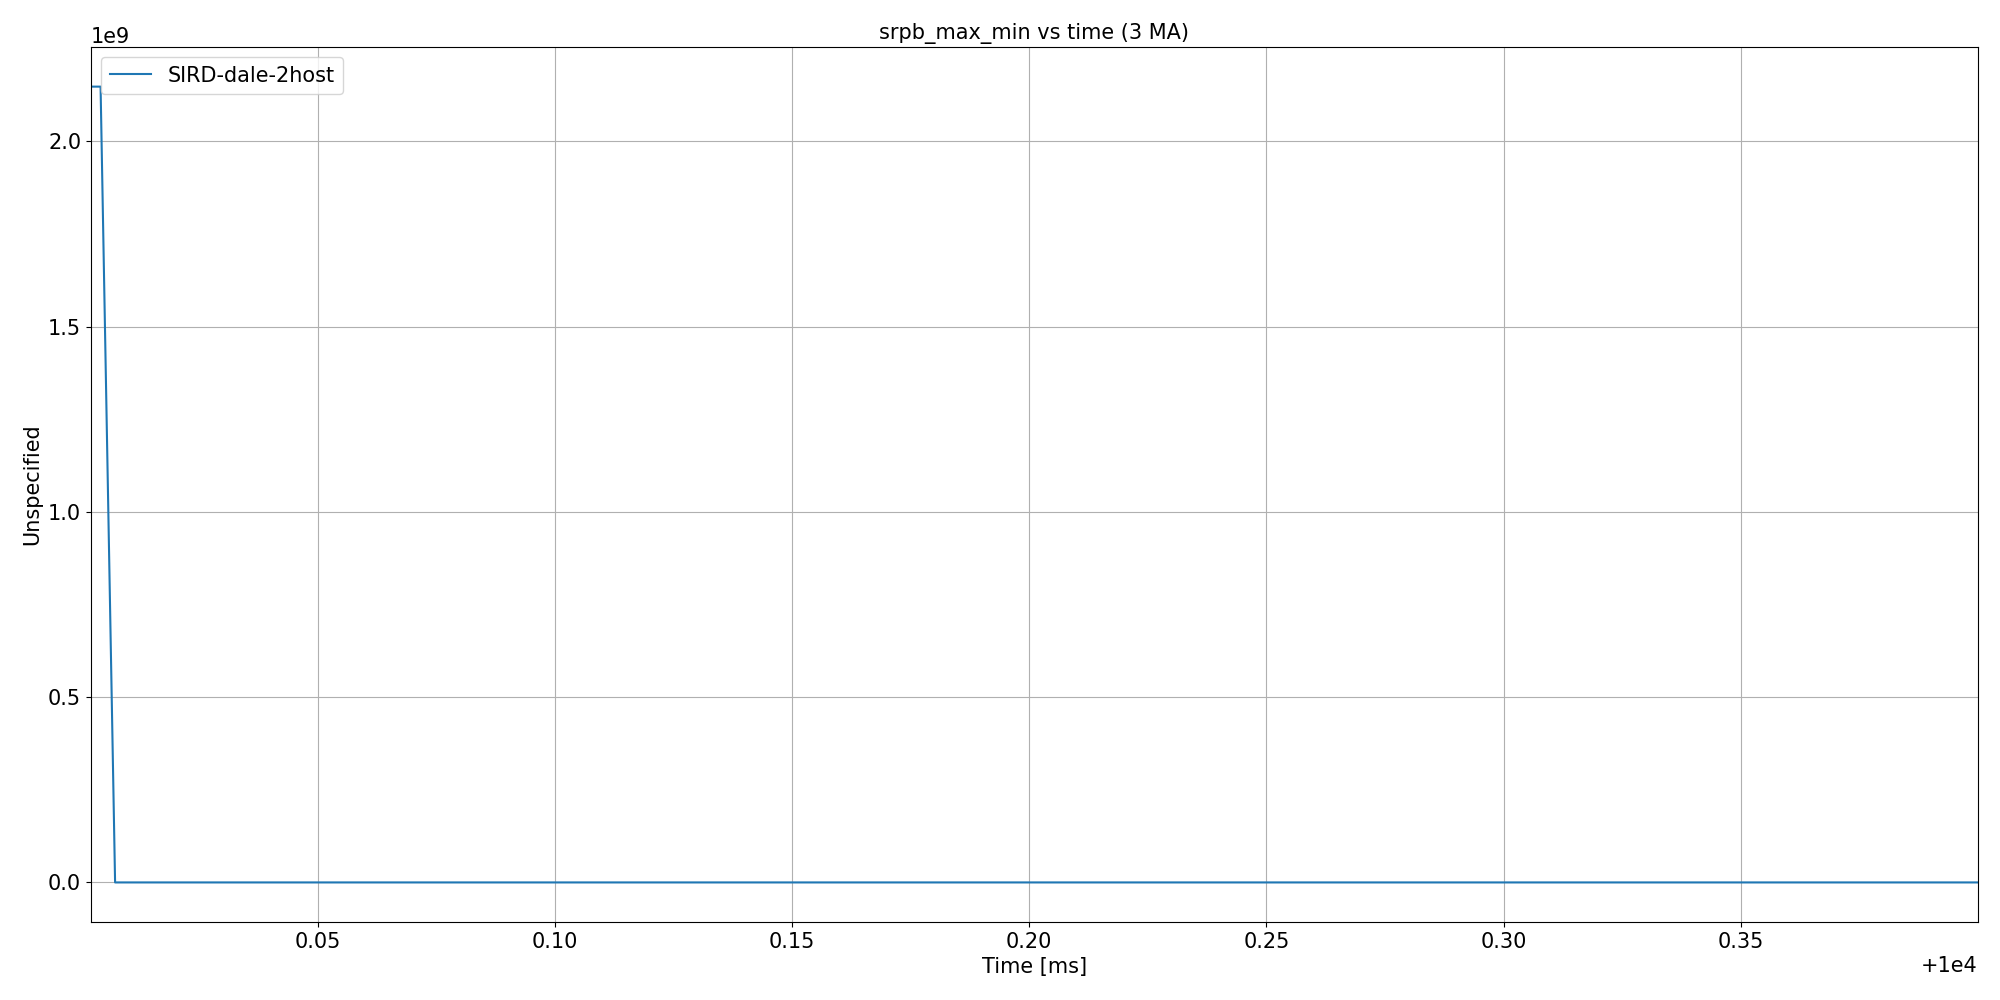 srpb_max_min vs time (3 MA)
1e9
SIRD-dale-2host
2.0
1.5
1.0
0.5
0.0
Unspecified
0.05 0.10 0.15 0.20 0.25 0.30 0.35
Time [ms]
+1e4